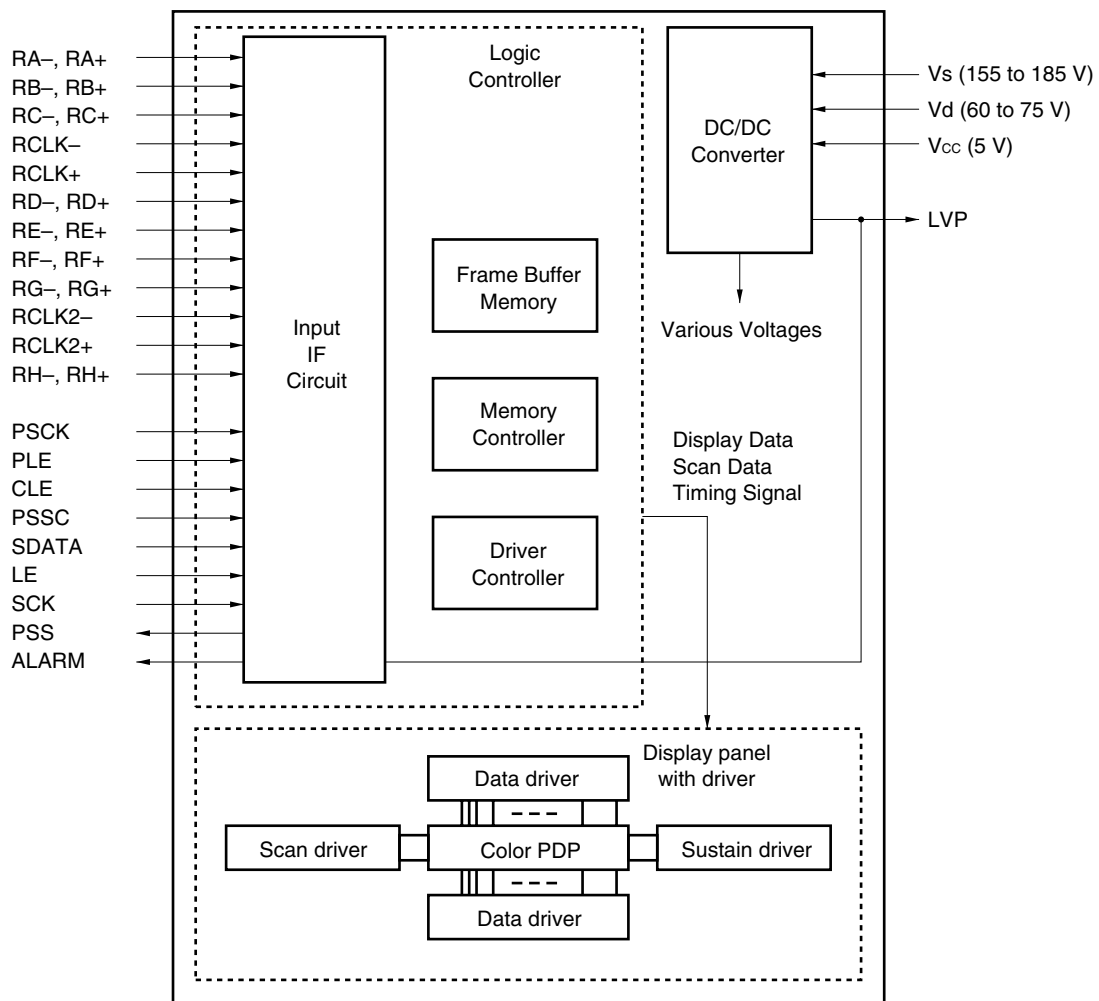 RA–, RA+
RB–, RB+
RC–, RC+
RCLK–
RCLK+
RD–, RD+
RE–, RE+
RF–, RF+
RG–, RG+
RCLK2–
RCLK2+
RH–, RH+
PSCK
PLE
CLE
PSSC
SDATA
LE
SCK
PSS
ALARM
Input
IF
Circuit
Logic
Controller
Frame Buffer
Memory
Memory
Controller
Driver
Controller
DC/DC
Converter
Vs (155 to 185 V)
Vd (60 to 75 V)
Vcc (5 V)
LVP
Various Voltages
Display Data
Scan Data
Timing Signal
Display panel
with driver
Data driver
Scan driver
Color PDP
Sustain driver
Data driver